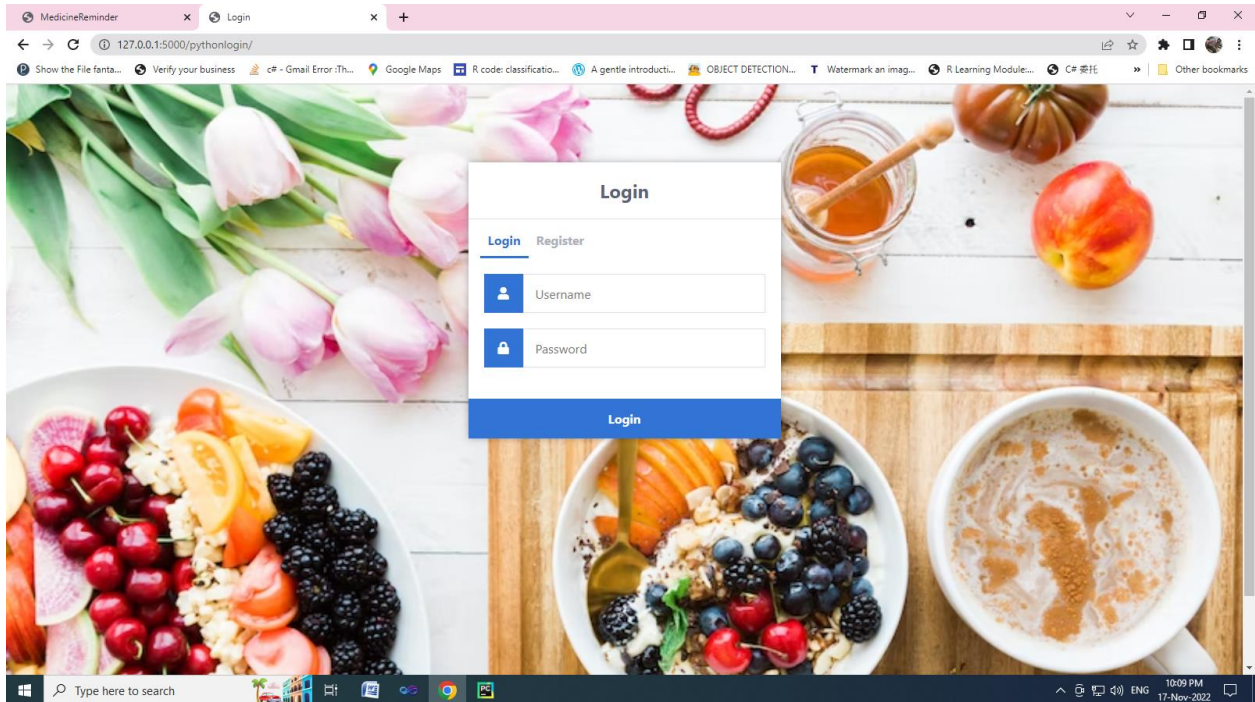 MedicineReminder
Login
127.0.0.1:5000/pythonlogin/
Show the File fanta... Verify your business c# - Gmail Error :Th... Google Maps R code: classificatio... A gentle introducti... OBJECT DETECTION... Watermark an imag... R Learning Module:... C# 委托 » Other bookmarks
Login
Login Register
Username
Password
Login
Type here to search
ENG
10:09 PM
17-Nov-2022